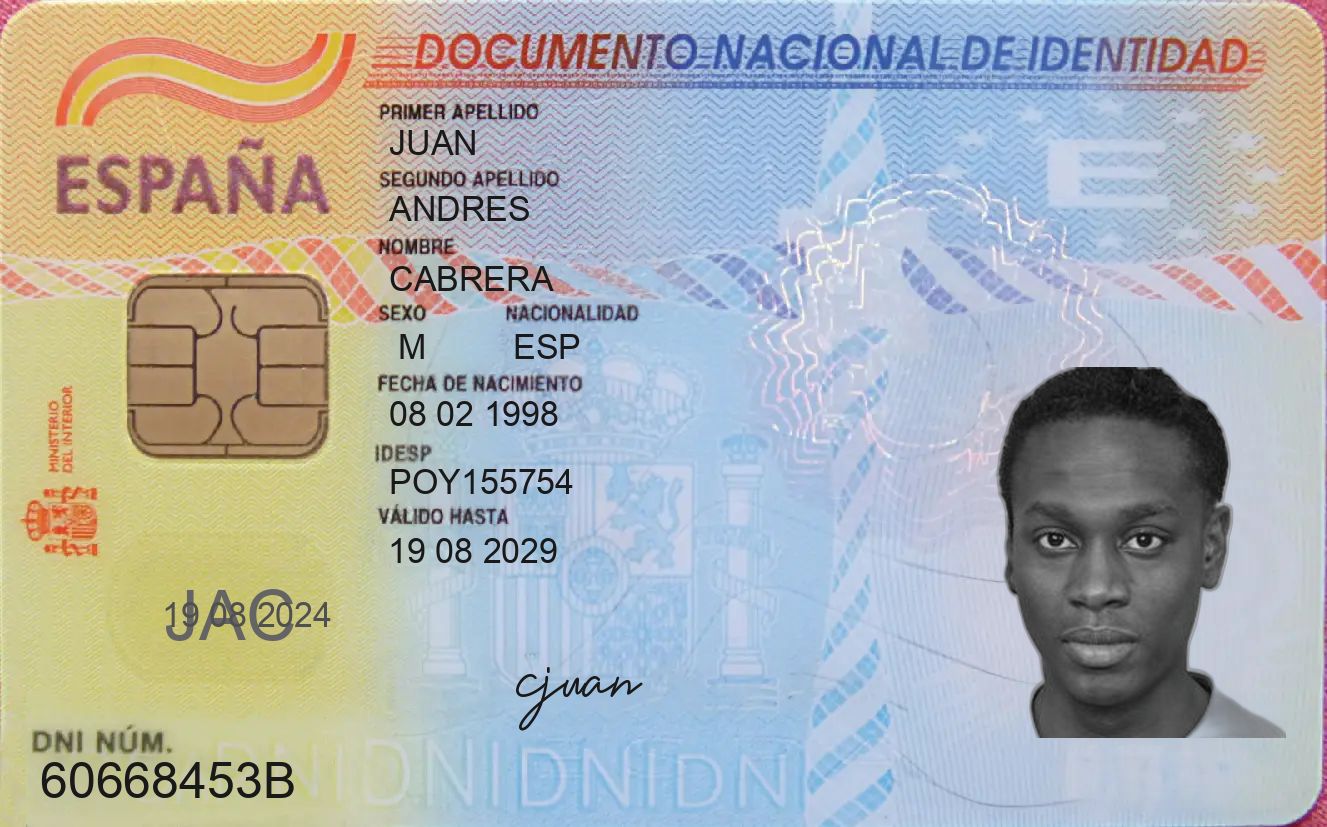 DOCUMENTO NACIONAL DE IDENTIDAD
ESPAÑA
PRIMER APELLIDO
JUAN
SEGUNDO APELLIDO
ANDRES
NOMBRE
CABRERA
SEXO NACIONALIDAD
M ESP
FECHA DE NACIMIENTO
08 02 1998
IDESP
POY155754
VÁLIDO HASTA
19 08 2029
MINISTERIO
DEL INTERIOR
E
JAC
19 08 2024
cjuan
DNI NÚM.
60668453B
DNIDNIDNIDNI